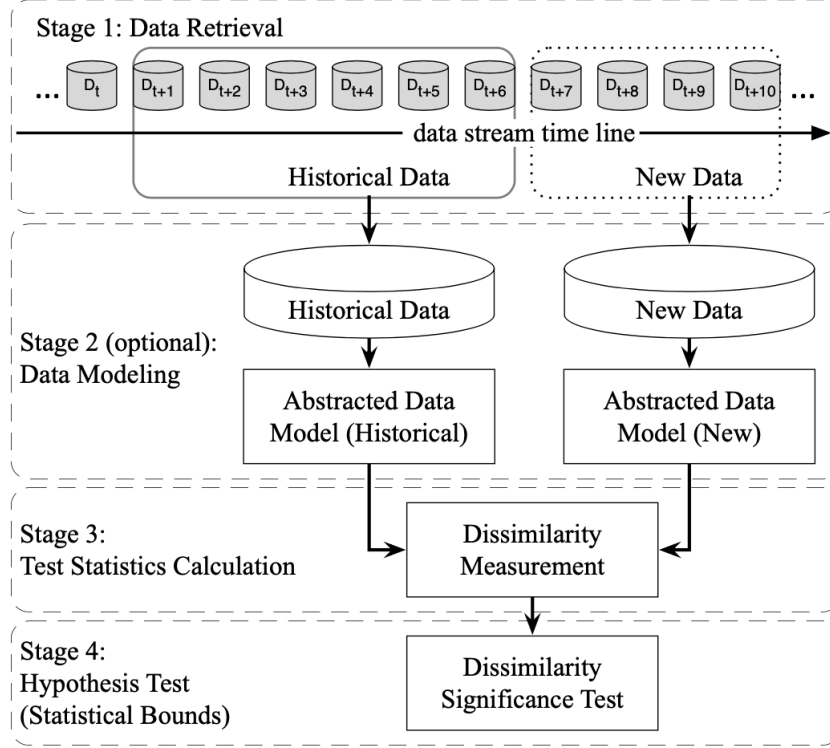 Stage 1: Data Retrieval
... Dt Dt+1 Dt+2 Dt+3 Dt+4 Dt+5 Dt+6 Dt+7 Dt+8 Dt+9 Dt+10 ...
data stream time line
Historical Data New Data
Historical Data New Data
Stage 2 (optional):
Data Modeling
Abstracted Data
Model (Historical)
Abstracted Data
Model (New)
Stage 3:
Test Statistics Calculation
Dissimilarity
Measurement
Stage 4:
Hypothesis Test
(Statistical Bounds)
Dissimilarity
Significance Test